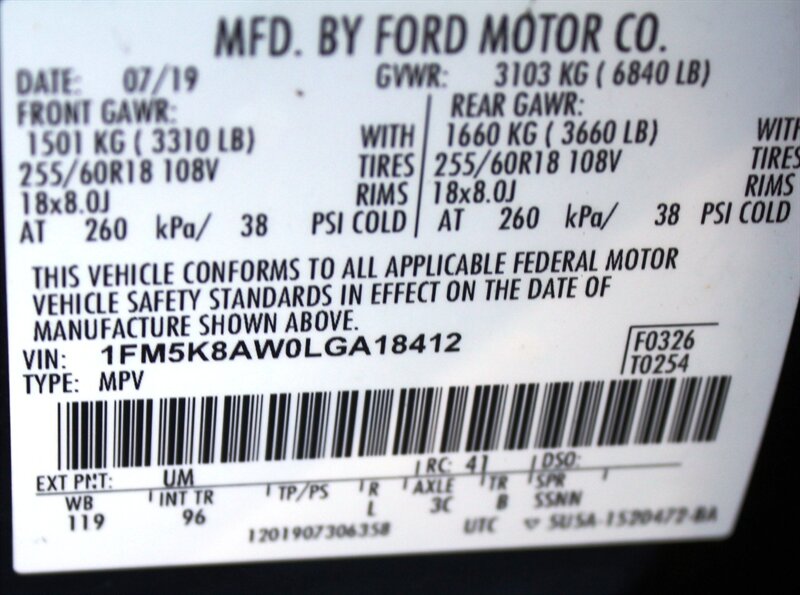 MFD. BY FORD MOTOR CO.
DATE: 07/19 GVWR: 3103 KG ( 6840 LB)
FRONT GAWR: REAR GAWR:
1501 KG ( 3310 LB) WITH 1660 KG ( 3660 LB) WITH
255/60R18 108V TIRES 255/60R18 108V TIRES
18x8.0J RIMS 18x8.0J RIMS
AT 260 kPa/ 38 PSI COLD AT 260 kPa/ 38 PSI COLD
THIS VEHICLE CONFORMS TO ALL APPLICABLE FEDERAL MOTOR
VEHICLE SAFETY STANDARDS IN EFFECT ON THE DATE OF
MANUFACTURE SHOWN ABOVE.
VIN: 1FM5K8AW0LGA18412 F0326
TYPE: MPV T0254
EXT PNT: UM RC: 41 DSO:
WB INT TR TP/PS R AXLE TR SPR
119 96 L 3C B SSNN
1201907306358 UTC 5U5A-1520472-BA